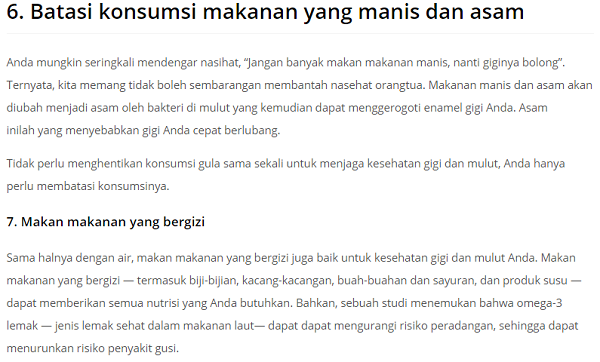 6. Batasi konsumsi makanan yang manis dan asam
Anda mungkin seringkali mendengar nasihat, “Jangan banyak makan makanan manis, nanti giginya bolong”.
Ternyata, kita memang tidak boleh sembarangan membantah nasehat orangtua. Makanan manis dan asam akan
diubah menjadi asam oleh bakteri di mulut yang kemudian dapat menggerogoti enamel gigi Anda. Asam
inilah yang menyebabkan gigi Anda cepat berlubang.
Tidak perlu menghentikan konsumsi gula sama sekali untuk menjaga kesehatan gigi dan mulut, Anda hanya
perlu membatasi konsumsinya.
7. Makan makanan yang bergizi
Sama halnya dengan air, makan makanan yang bergizi juga baik untuk kesehatan gigi dan mulut Anda. Makan
makanan yang bergizi — termasuk biji-bijian, kacang-kacangan, buah-buahan dan sayuran, dan produk susu —
dapat memberikan semua nutrisi yang Anda butuhkan. Bahkan, sebuah studi menemukan bahwa omega-3
lemak — jenis lemak sehat dalam makanan laut— dapat dapat mengurangi risiko peradangan, sehingga dapat
menurunkan risiko penyakit gusi.